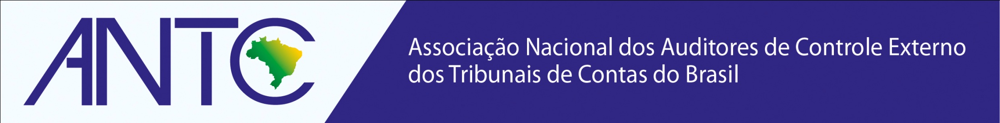 ANTC
Associação Nacional dos Auditores de Controle Externo
dos Tribunais de Contas do Brasil